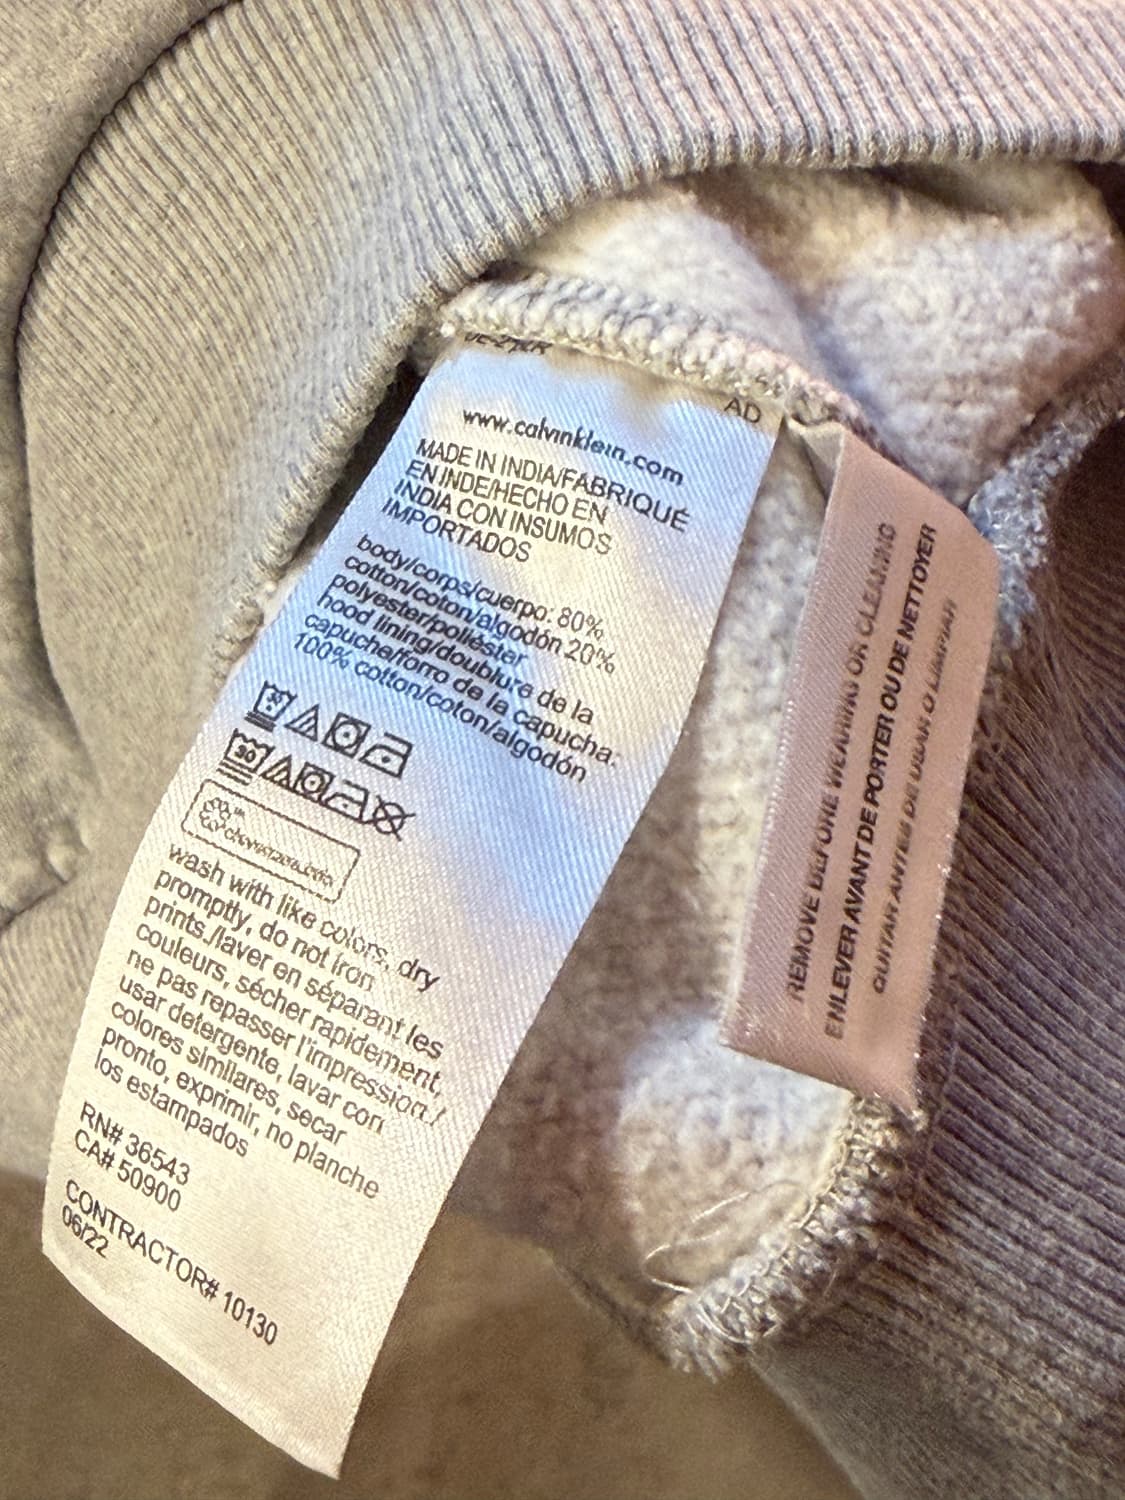 AD
www.calvinklein.com
MADE IN INDIA/FABRIQUÉ
EN INDE/HECHO EN
INDIA CON INSUMOS
IMPORTADOS
body/corps/cuerpo: 80%
cotton/coton/algodón 20%
polyester/poliéster
hood lining/doublure de la
capuche/forro de la capucha:
100% cotton/coton/algodón
30
30
wash with like colors, dry
promptly, do not iron
prints./laver en séparant les
couleurs, sécher rapidement,
ne pas repasser l'impression./
usar detergente, lavar con
colores similares, secar
pronto, exprimir, no planche
los estampados
RN# 36543
CA# 50900
CONTRACTOR# 10130
06/22
REMOVE BEFORE WEARING OR CLEANING
ENLEVER AVANT DE PORTER OU DE NETTOYER
QUITAR ANTES DE USAR O LIMPIAR